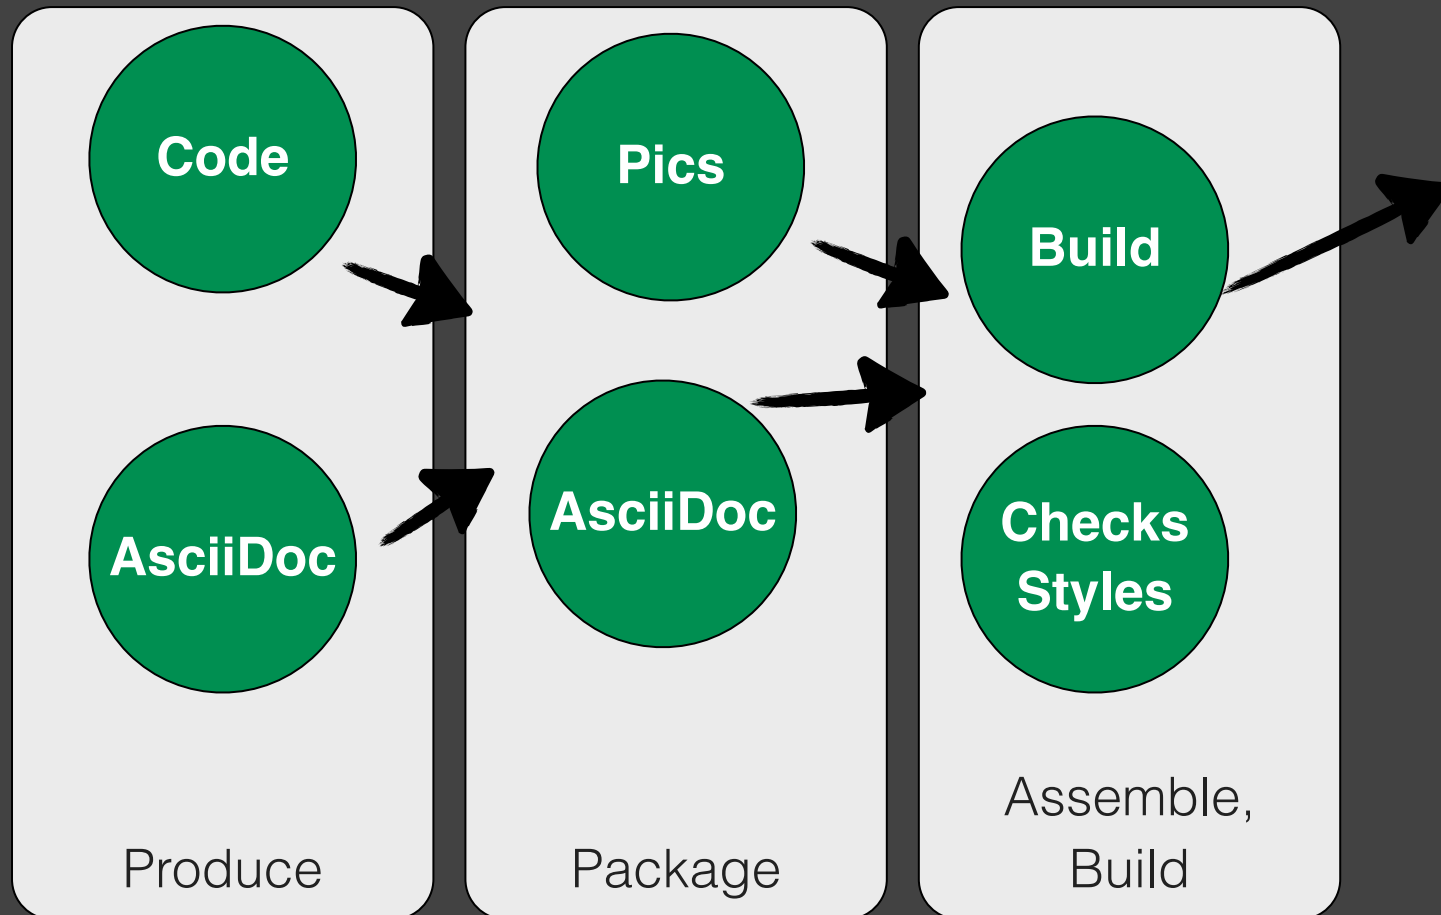 Code
AsciiDoc
Produce
Pics
AsciiDoc
Package
Build
Checks
Styles
Assemble,
Build